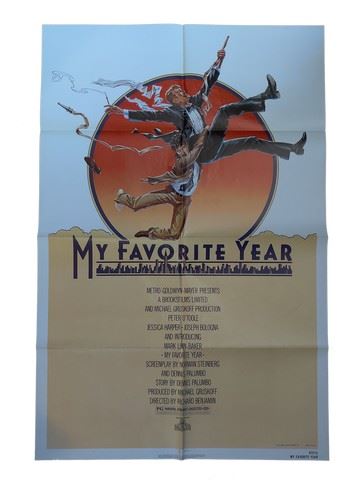 MY FAVORITE YEAR
METRO-GOLDWYN-MAYER PRESENTS
A BROOKSFILMS LIMITED
AND MICHAEL GRUSKOFF PRODUCTION
PETER O'TOOLE
JESSICA HARPER • JOSEPH BOLOGNA
AND INTRODUCING
MARK LINN-BAKER
• MY FAVORITE YEAR •
SCREENPLAY BY NORMAN STEINBERG
AND DENNIS PALUMBO
STORY BY DENNIS PALUMBO
PRODUCED BY MICHAEL GRUSKOFF
DIRECTED BY RICHARD BENJAMIN
PG
MY FAVORITE YEAR